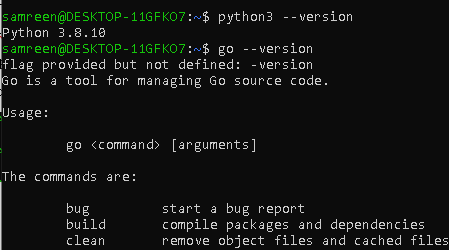 samreen@DESKTOP-11GFKO7:~$ python3 --version
Python 3.8.10
samreen@DESKTOP-11GFKO7:~$ go --version
flag provided but not defined: -version
Go is a tool for managing Go source code.
Usage:
go <command> [arguments]
The commands are:
bug start a bug report
build compile packages and dependencies
clean remove object files and cached files